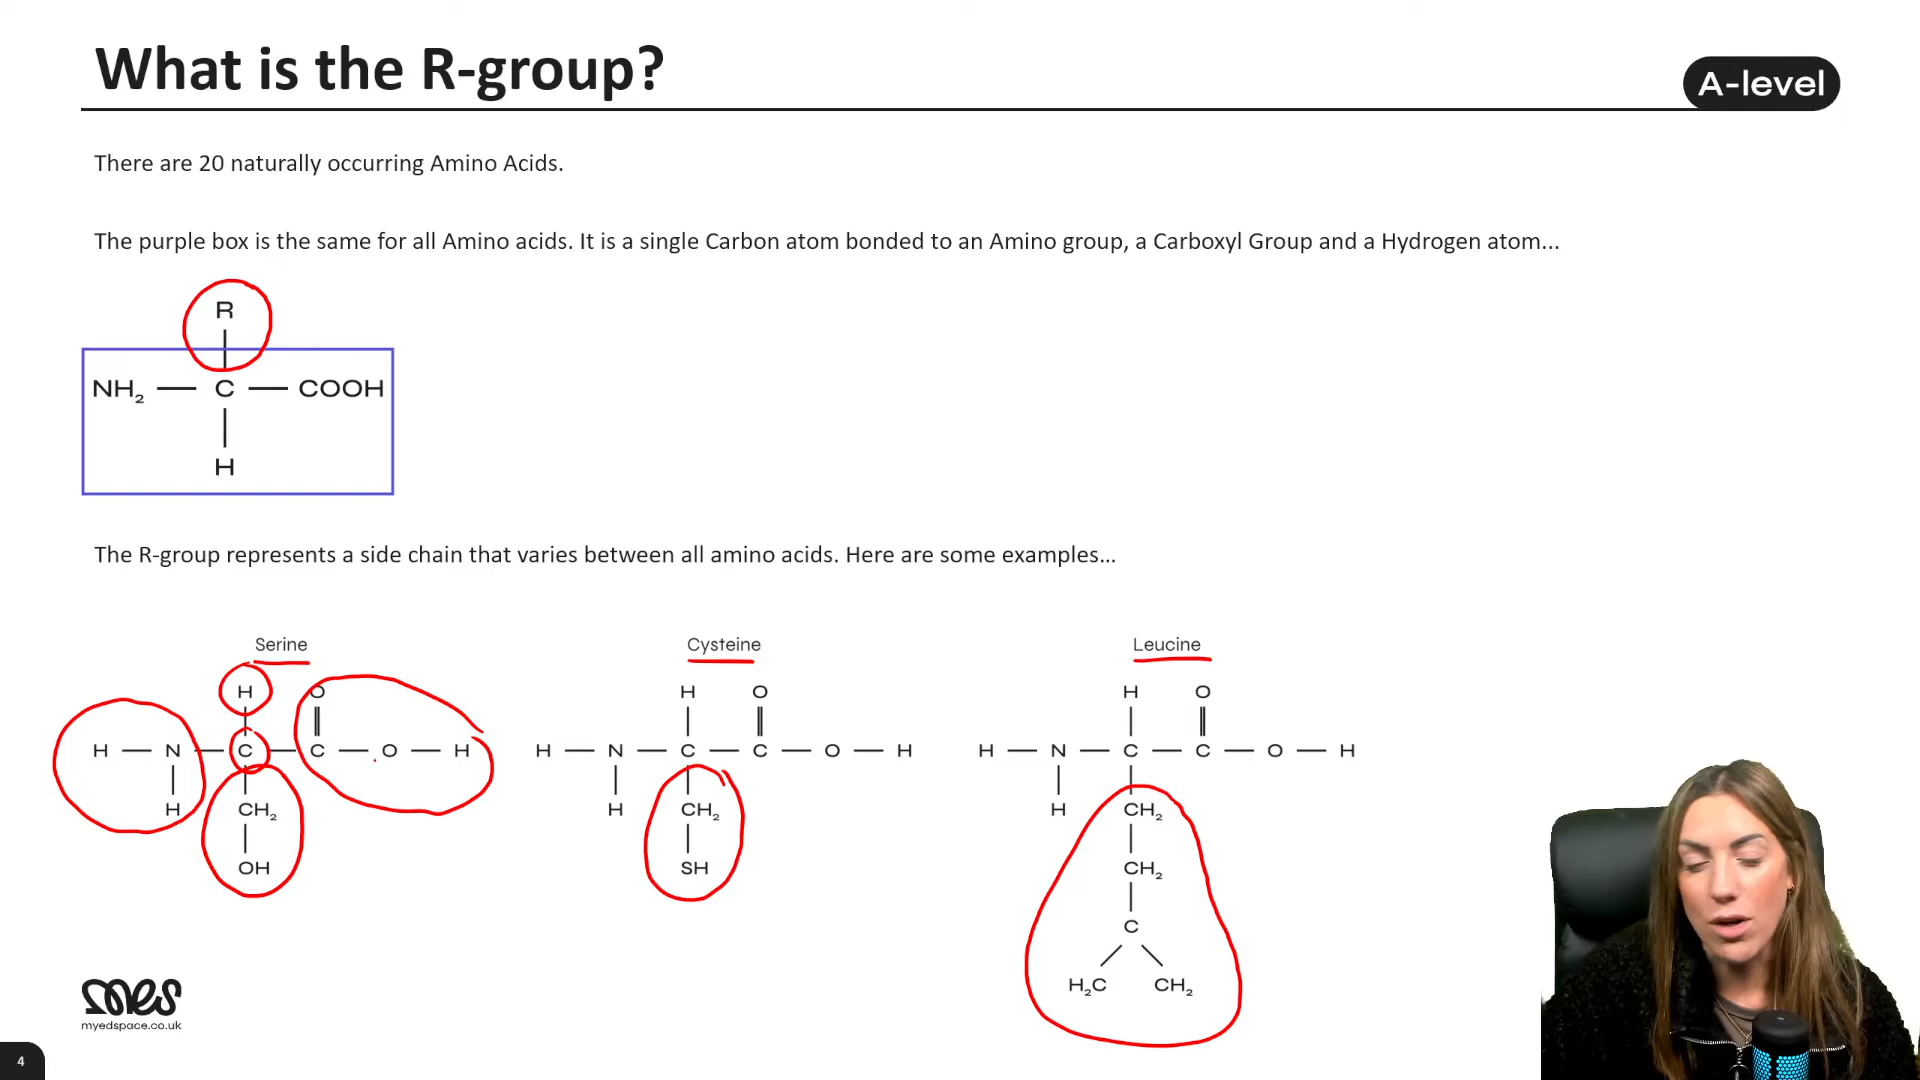 What is the R-group?
A-level
There are 20 naturally occurring Amino Acids.
The purple box is the same for all Amino acids. It is a single Carbon atom bonded to an Amino group, a Carboxyl Group and a Hydrogen atom...
R
NH₂ — C — COOH
H
The R-group represents a side chain that varies between all amino acids. Here are some examples...
Serine
H O
H — N — C — C — O — H
H CH₂
OH
Cysteine
H O
H — N — C — C — O — H
H CH₂
SH
Leucine
H O
H — N — C — C — O — H
H CH₂
CH₂
C
H₂C CH₂
mes
myedspace.co.uk
4